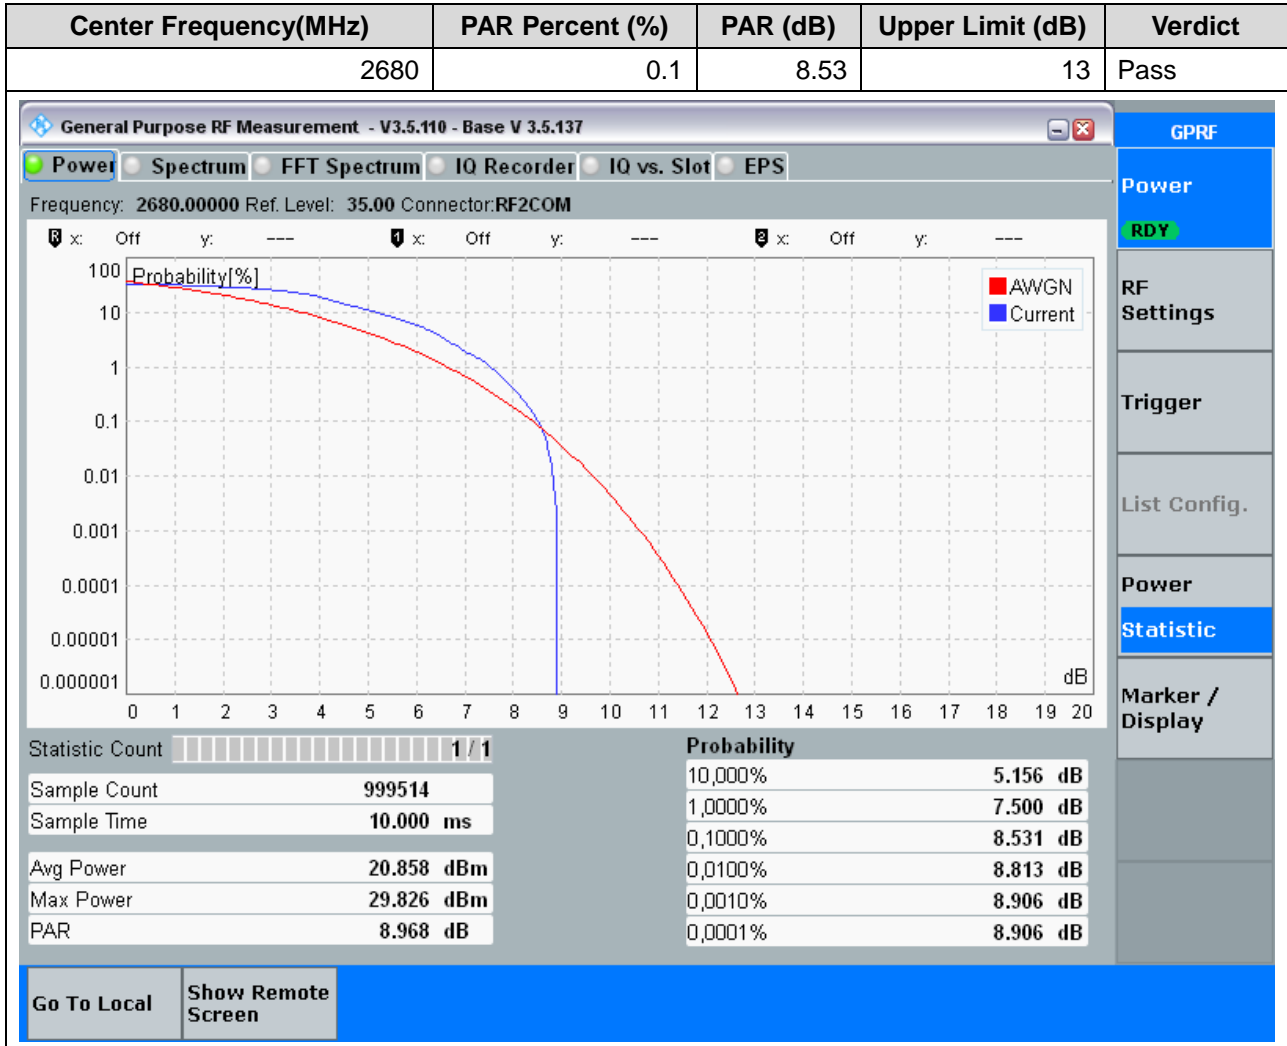 Center Frequency(MHz) PAR Percent (%) PAR (dB) Upper Limit (dB) Verdict
2680 0.1 8.53 13 Pass
General Purpose RF Measurement - V3.5.110 - Base V 3.5.137
GPRF
Power Spectrum FFT Spectrum IQ Recorder IQ vs. Slot EPS
Frequency: 2680.00000 Ref. Level: 35.00 Connector:RF2COM
R x: Off y: --- 1 x: Off y: --- 2 x: Off y: ---
Probability[%]
100
10
1
0.1
0.01
0.001
0.0001
0.00001
0.000001
AWGN
Current
dB
0 1 2 3 4 5 6 7 8 9 10 11 12 13 14 15 16 17 18 19 20
Power
RDY
RF
Settings
Trigger
List Config.
Power
Statistic
Marker /
Display
Statistic Count 1 / 1
Sample Count 999514
Sample Time 10.000 ms
Avg Power 20.858 dBm
Max Power 29.826 dBm
PAR 8.968 dB
Probability
10,000% 5.156 dB
1,0000% 7.500 dB
0,1000% 8.531 dB
0,0100% 8.813 dB
0,0010% 8.906 dB
0,0001% 8.906 dB
Go To Local
Show Remote
Screen